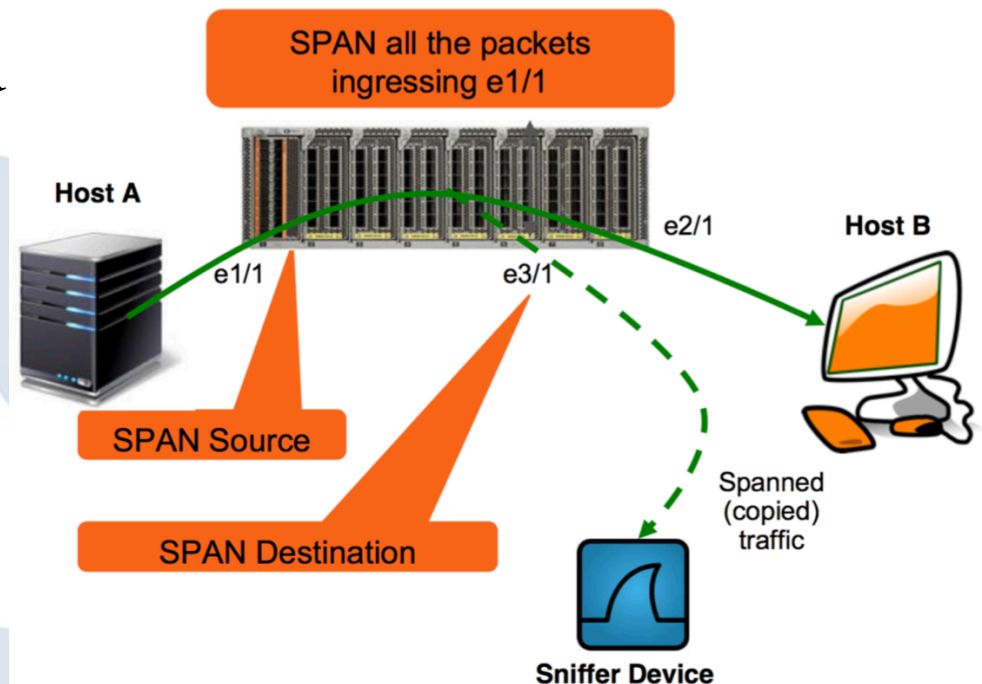 SPAN all the packets
ingressing e1/1
Host A
e2/1
Host B
e1/1
e3/1
SPAN Source
Spanned
(copied)
traffic
SPAN Destination
Sniffer Device